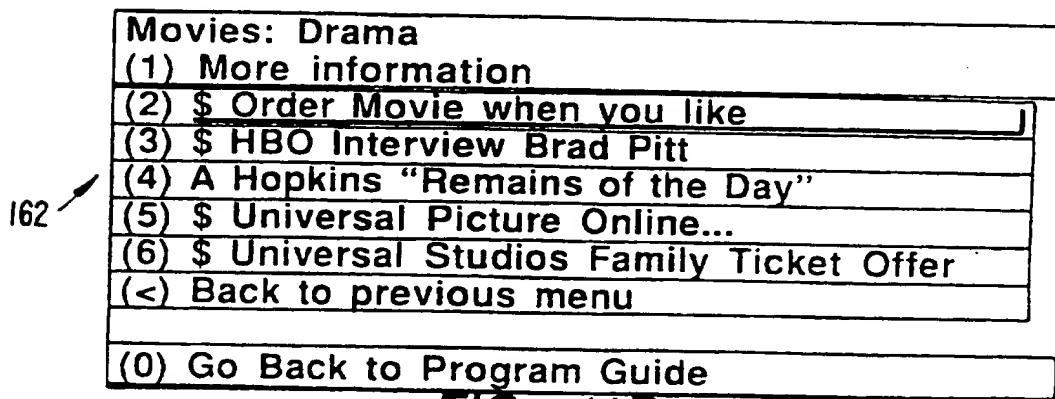 Movies: Drama
(1) More information
(2) $ Order Movie when you like
(3) $ HBO Interview Brad Pitt
(4) A Hopkins “Remains of the Day”
162
(5) $ Universal Picture Online...
(6) $ Universal Studios Family Ticket Offer
(<) Back to previous menu
(0) Go Back to Program Guide